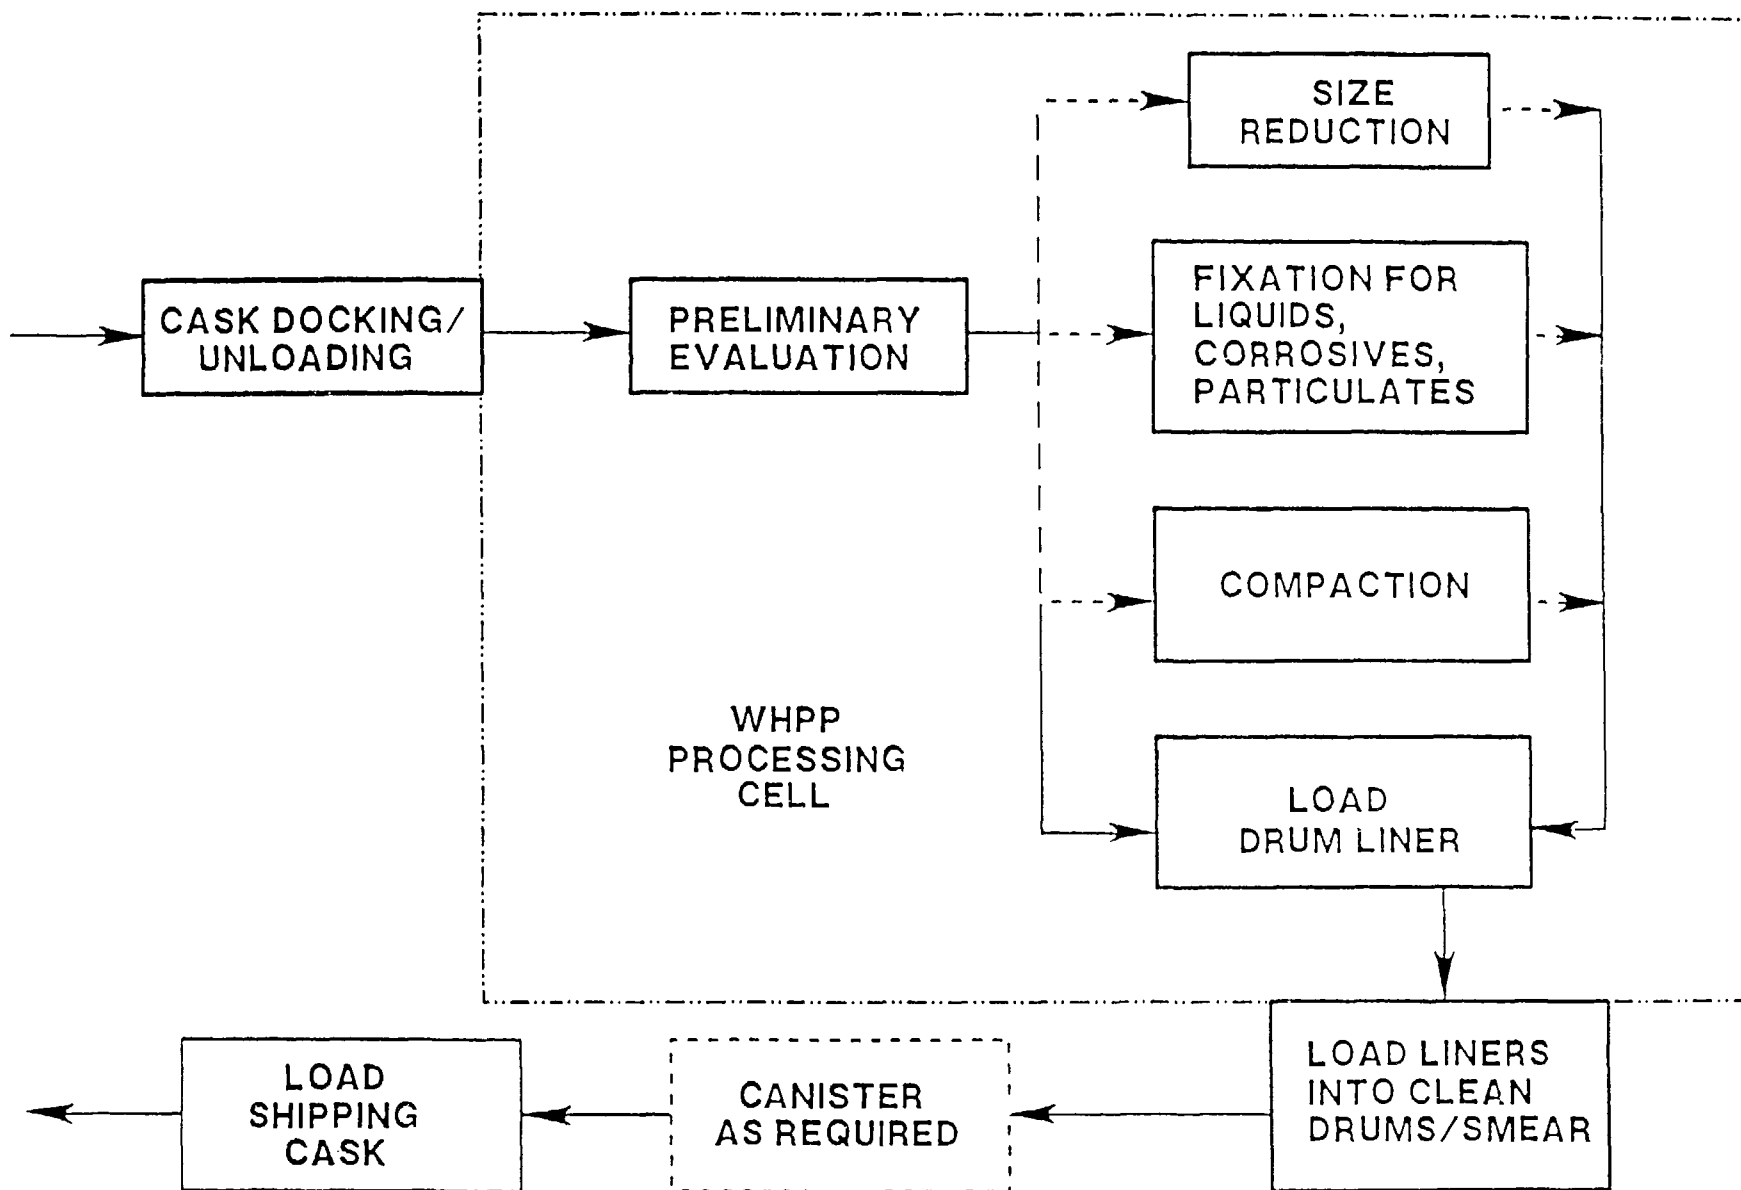 SIZE
REDUCTION
CASK DOCKING/
UNLOADING
PRELIMINARY
EVALUATION
FIXATION FOR
LIQUIDS,
CORROSIVES,
PARTICULATES
COMPACTION
WHPP
PROCESSING
CELL
LOAD
DRUM LINER
LOAD
SHIPPING
CASK
CANISTER
AS REQUIRED
LOAD LINERS
INTO CLEAN
DRUMS/SMEAR